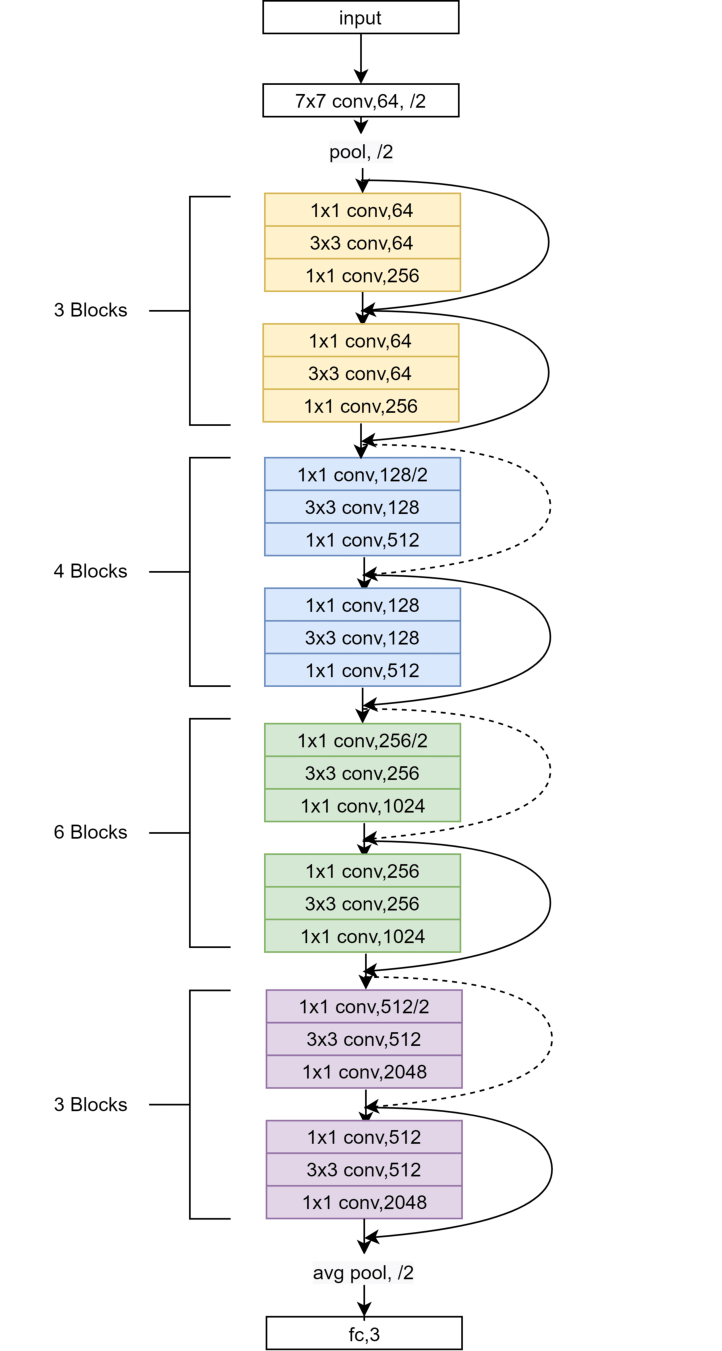 input
7x7 conv,64, /2
pool, /2
1x1 conv,64
3x3 conv,64
1x1 conv,256
3 Blocks
1x1 conv,64
3x3 conv,64
1x1 conv,256
1x1 conv,128/2
3x3 conv,128
1x1 conv,512
4 Blocks
1x1 conv,128
3x3 conv,128
1x1 conv,512
1x1 conv,256/2
3x3 conv,256
1x1 conv,1024
6 Blocks
1x1 conv,256
3x3 conv,256
1x1 conv,1024
1x1 conv,512/2
3x3 conv,512
1x1 conv,2048
3 Blocks
1x1 conv,512
3x3 conv,512
1x1 conv,2048
avg pool, /2
fc,3